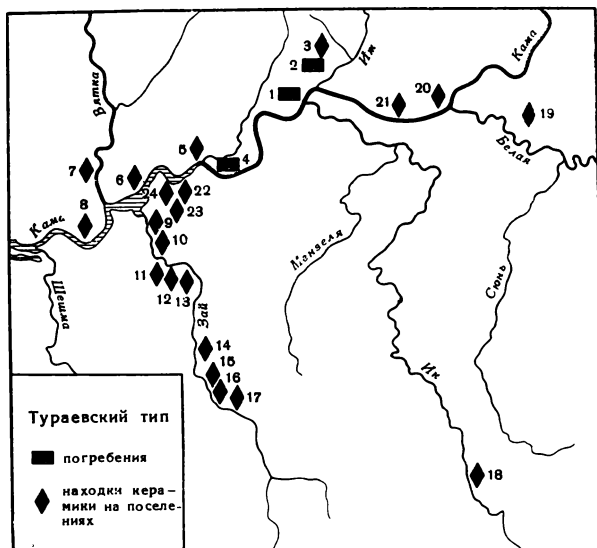 3
2
Иж
Кама
Вятка
1
20
21
19
5
4
Белая
7
6
22
24
23
8
9
Кама
10
Мензеля
11
12
13
Шешма
Зай
Сюнь
14
15
Ик
16
17
18
Тураевский тип
погребения
находки кера-
мики на поселе-
ниях